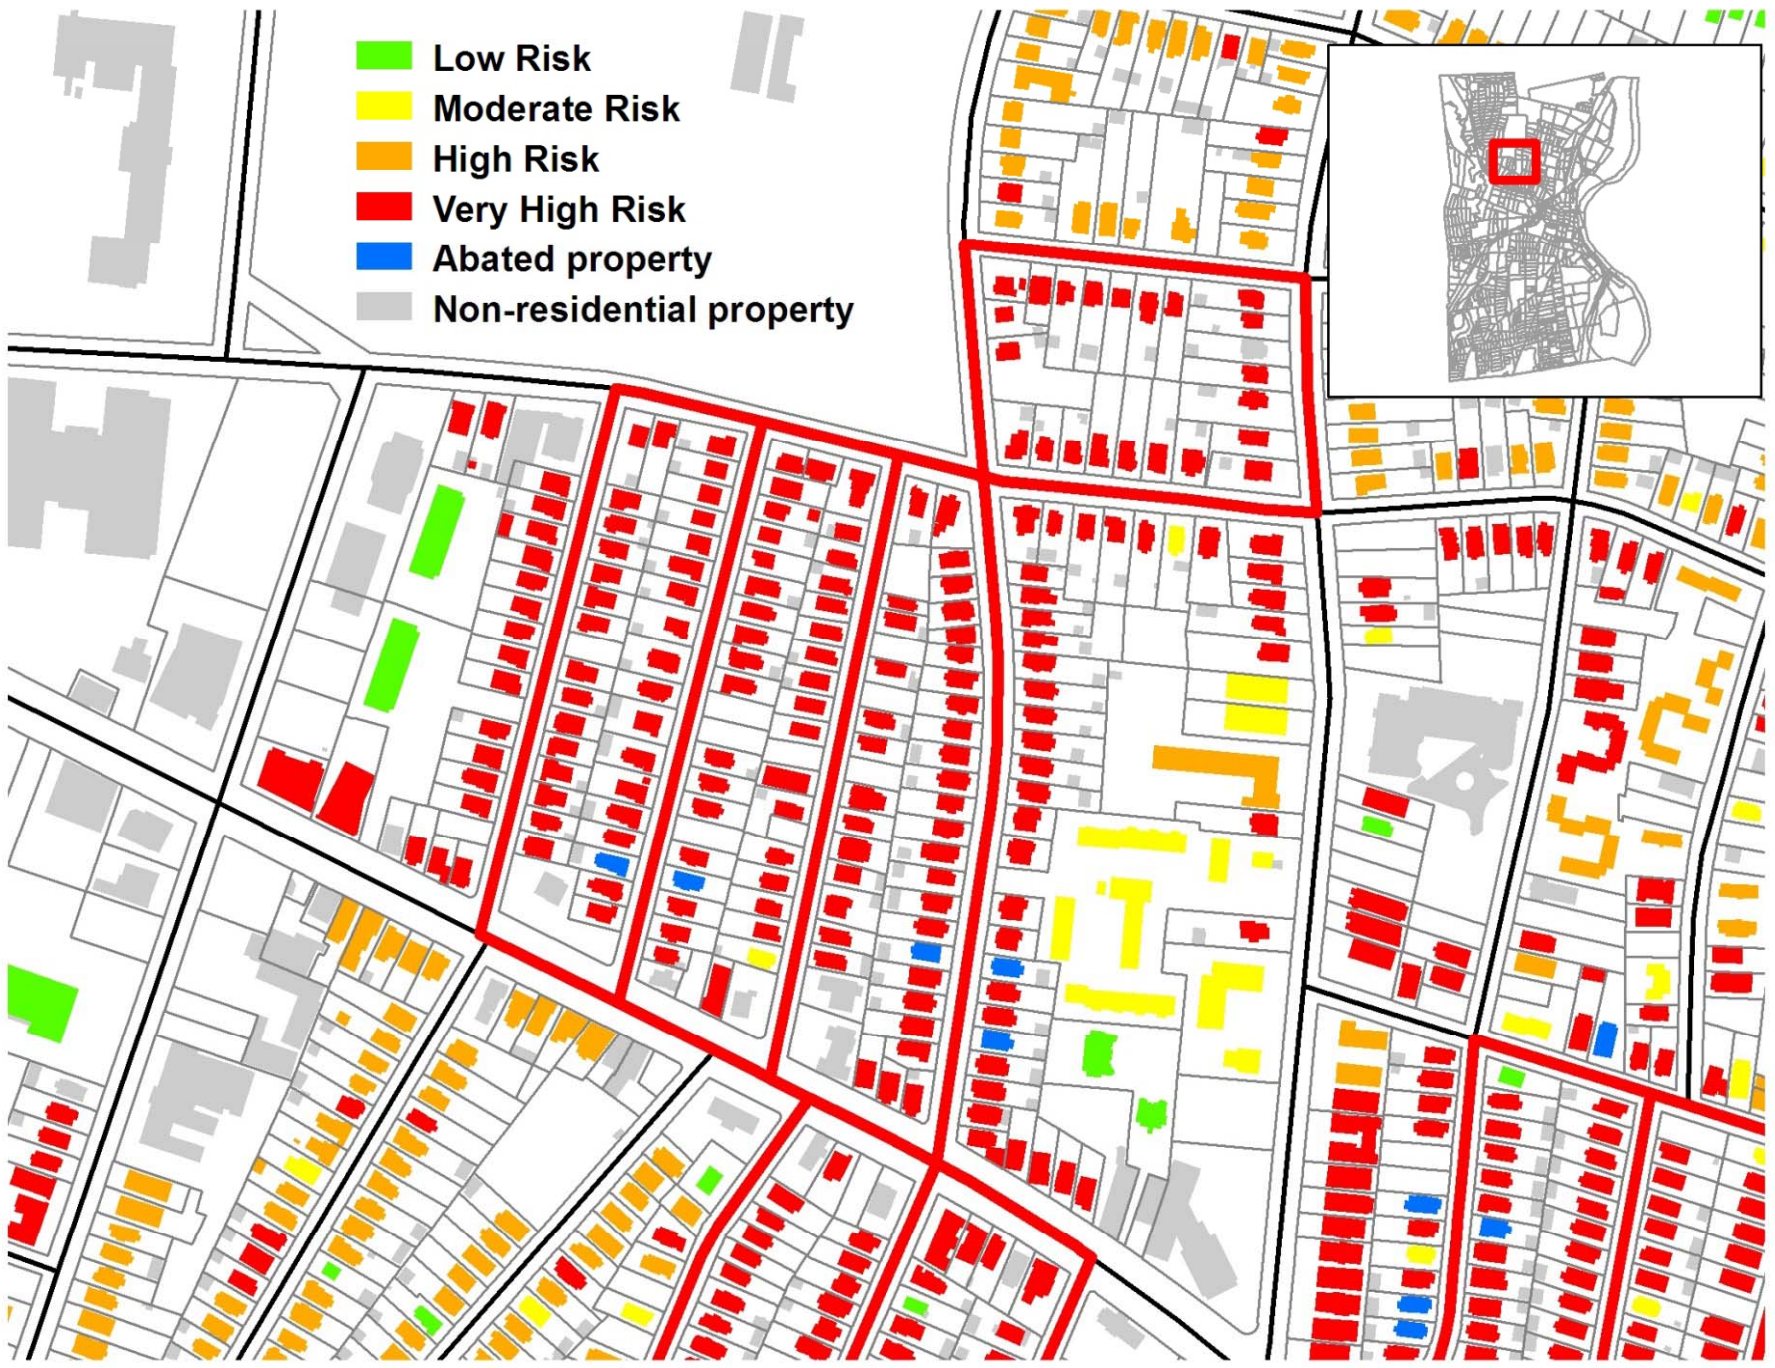 Low Risk
Moderate Risk
High Risk
Very High Risk
Abated property
Non-residential property